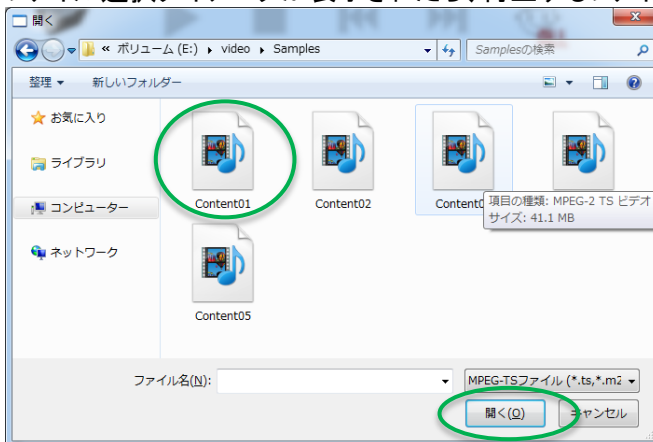 開く
« ボリューム (E:) ▸ video ▸ Samples
Samplesの検索
整理 ▼ 新しいフォルダー
お気に入り
ライブラリ
コンピューター
ネットワーク
Content01
Content02
項目の種類: MPEG-2 TS ビデオ
サイズ: 41.1 MB
Content05
ファイル名(N):
MPEG-TSファイル (*.ts,*.m2
開く(O)
キャンセル